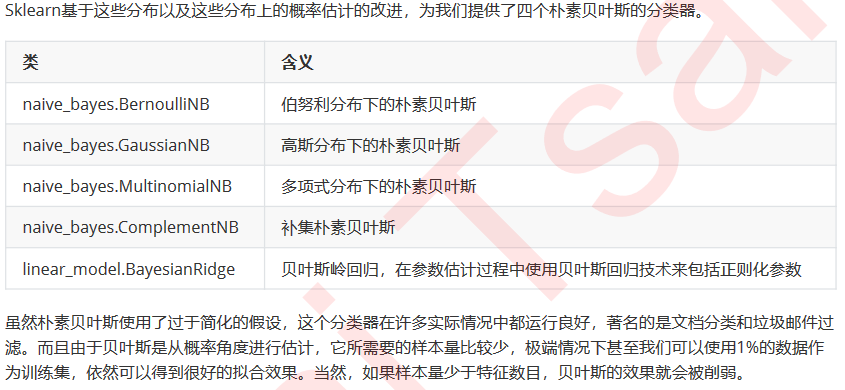 Sklearn基于这些分布以及这些分布上的概率估计的改进，为我们提供了四个朴素贝叶斯的分类器。
类 含义
naive_bayes.BernoulliNB 伯努利分布下的朴素贝叶斯
naive_bayes.GaussianNB 高斯分布下的朴素贝叶斯
naive_bayes.MultinomialNB 多项式分布下的朴素贝叶斯
naive_bayes.ComplementNB 补集朴素贝叶斯
linear_model.BayesianRidge 贝叶斯岭回归，在参数估计过程中使用贝叶斯回归技术来包括正则化参数
虽然朴素贝叶斯使用了过于简化的假设，这个分类器在许多实际情况中都运行良好，著名的是文档分类和垃圾邮件过
滤。而且由于贝叶斯是从概率角度进行估计，它所需要的样本量比较少，极端情况下甚至我们可以使用1%的数据作
为训练集，依然可以得到很好的拟合效果。当然，如果样本量少于特征数目，贝叶斯的效果就会被削弱。